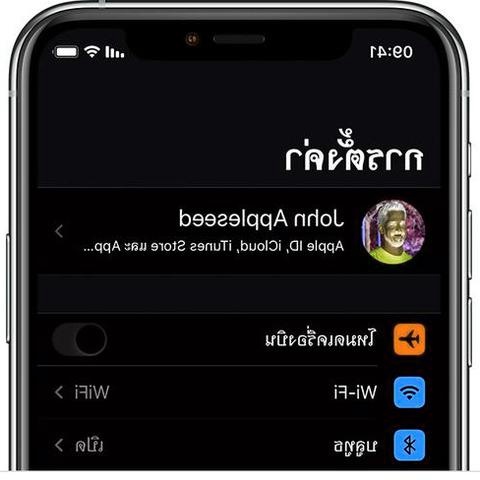 09:41
การตั้งค่า
John Appleseed
Apple ID, iCloud, iTunes Store และ App...
โหมดเครื่องบิน
Wi-Fi WiFi
บลูทูธ เปิด